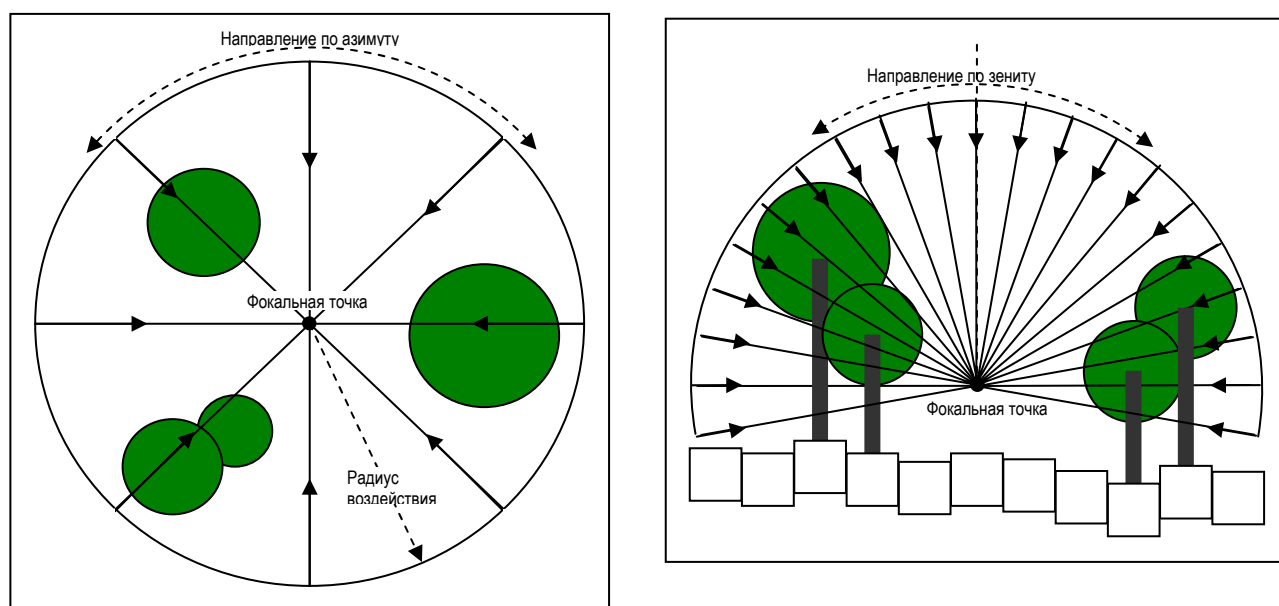 Направление по азимуту
Фокальная точка
Радиус
воздействия
Направление по зениту
Фокальная точка